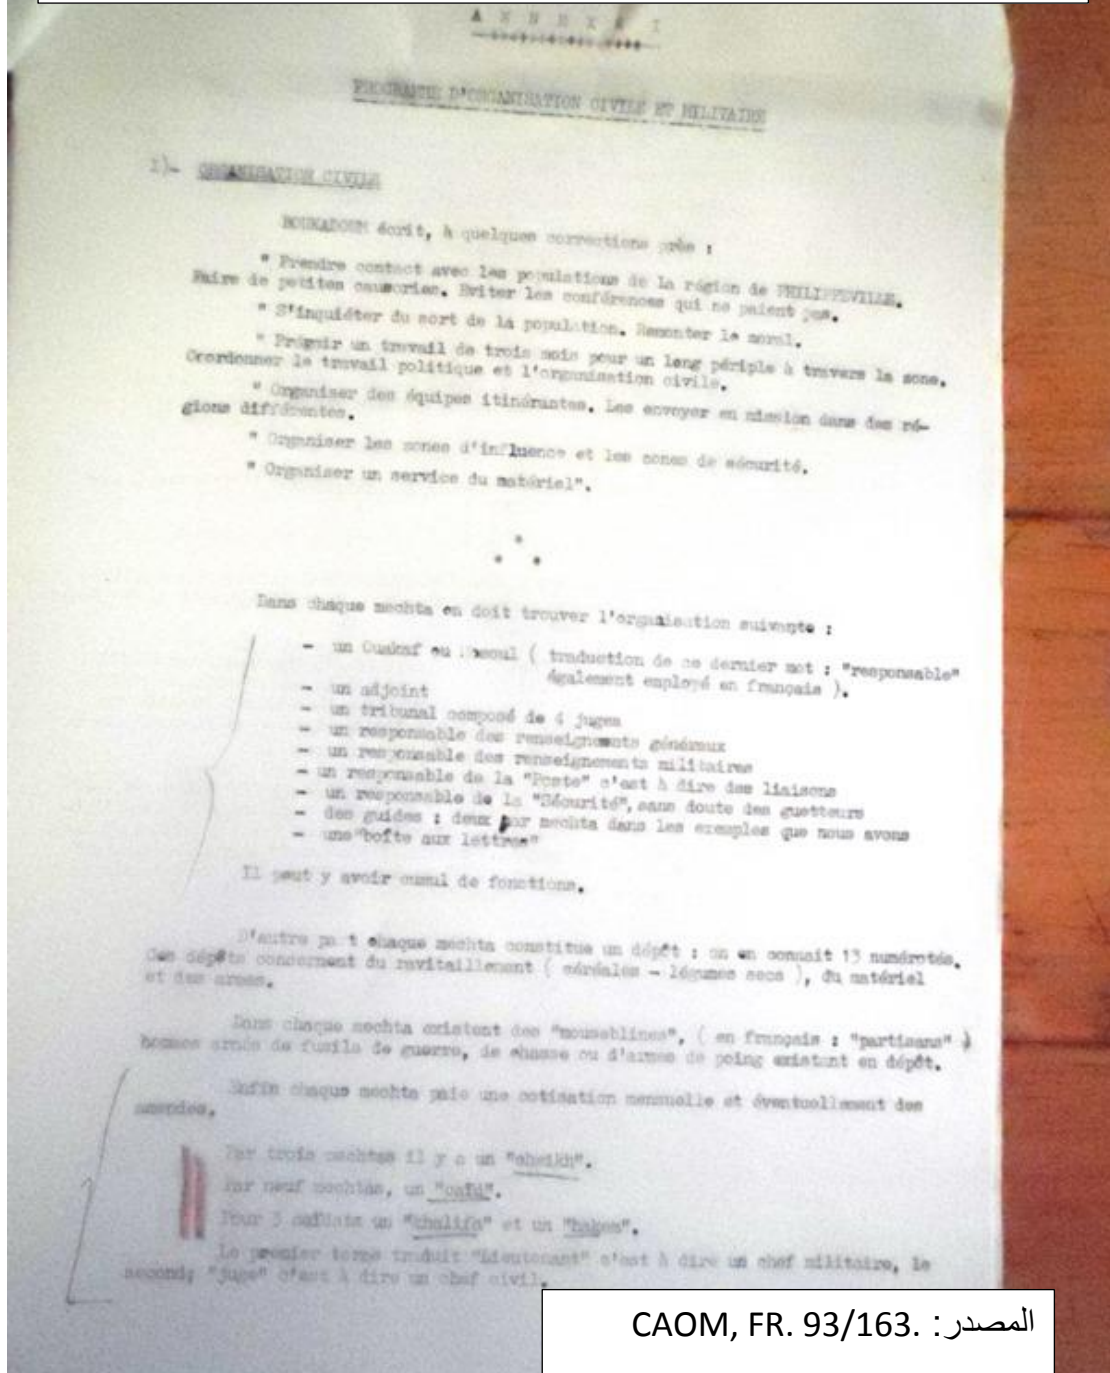 A N N E X E I
PROGRAMME D'ORGANISATION CIVILE ET MILITAIRE
I)- ORGANISATION CIVILE
BOUKADOUM écrit, à quelques corrections près :
" Prendre contact avec les populations de la région de PHILIPPEVILLE.
Faire de petites causeries. Eviter les conférences qui ne paient pas.
" S'inquiéter du sort de la population. Remonter le moral.
" Prévoir un travail de trois mois pour un long périple à travers la zone.
Coordonner le travail politique et l'organisation civile.
" Organiser des équipes itinérantes. Les envoyer en mission dans des ré-
gions différentes.
" Organiser les zones d'influence et les zones de sécurité.
" Organiser un service du matériel".
Dans chaque mechta on doit trouver l'organisation suivante :
- un Ouakaf ou ( traduction de ce dernier mot : "responsable"
également employé en français ).
- un adjoint
- un tribunal composé de 4 juges
- un responsable des renseignements généraux
- un responsable des renseignements militaires
- un responsable de la "Poste" c'est à dire des liaisons
- un responsable de la "Sécurité", sans doute des guetteurs
- des guides : deux par mechta dans les exemples que nous avons
- une "boîte aux lettres"
Il peut y avoir cumul de fonctions.
D'autre pa t chaque mechta constitue un dépôt : on en connait 13 numérotés.
Ces dépôts concernent du ravitaillement ( céréales - légumes secs ), du matériel
et des armes.
Dans chaque mechta existent des "moussblines", ( en français : "partisans" )
hommes armés de fusils de guerre, de chasse ou d'armes de poing existant en dépôt.
Enfin chaque mechta paie une cotisation mensuelle et éventuellement des
amendes.
Par trois mechtas il y a un "cheikh".
Par neuf mechtas, un "caïd".
Pour 3 caïdats un "khalifa" et un "hakem".
Le premier terme traduit "Lieutenant" c'est à dire un chef militaire, le
second; "juge" c'est à dire un chef civil.
المصدر: CAOM, FR. 93/163.